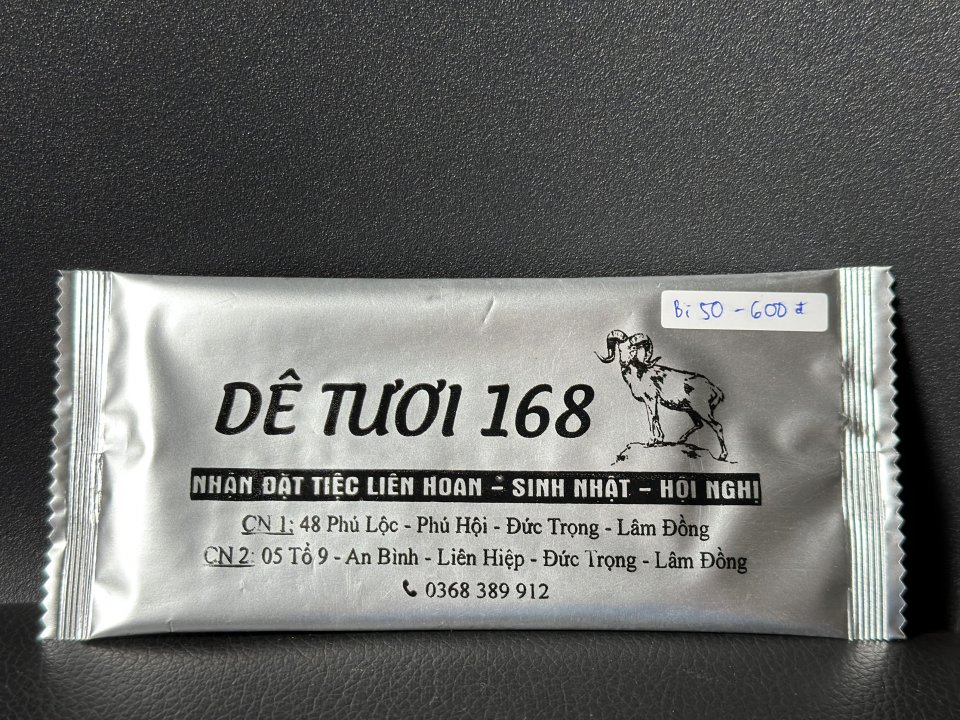 Bì 50 - 600đ
DÊ TƯƠI 168
NHẬN ĐẶT TIỆC LIÊN HOAN - SINH NHẬT - HỘI NGHỊ
CN 1: 48 Phú Lộc - Phú Hội - Đức Trọng - Lâm Đồng
CN 2: 05 Tổ 9 - An Bình - Liên Hiệp - Đức Trọng - Lâm Đồng
0368 389 912